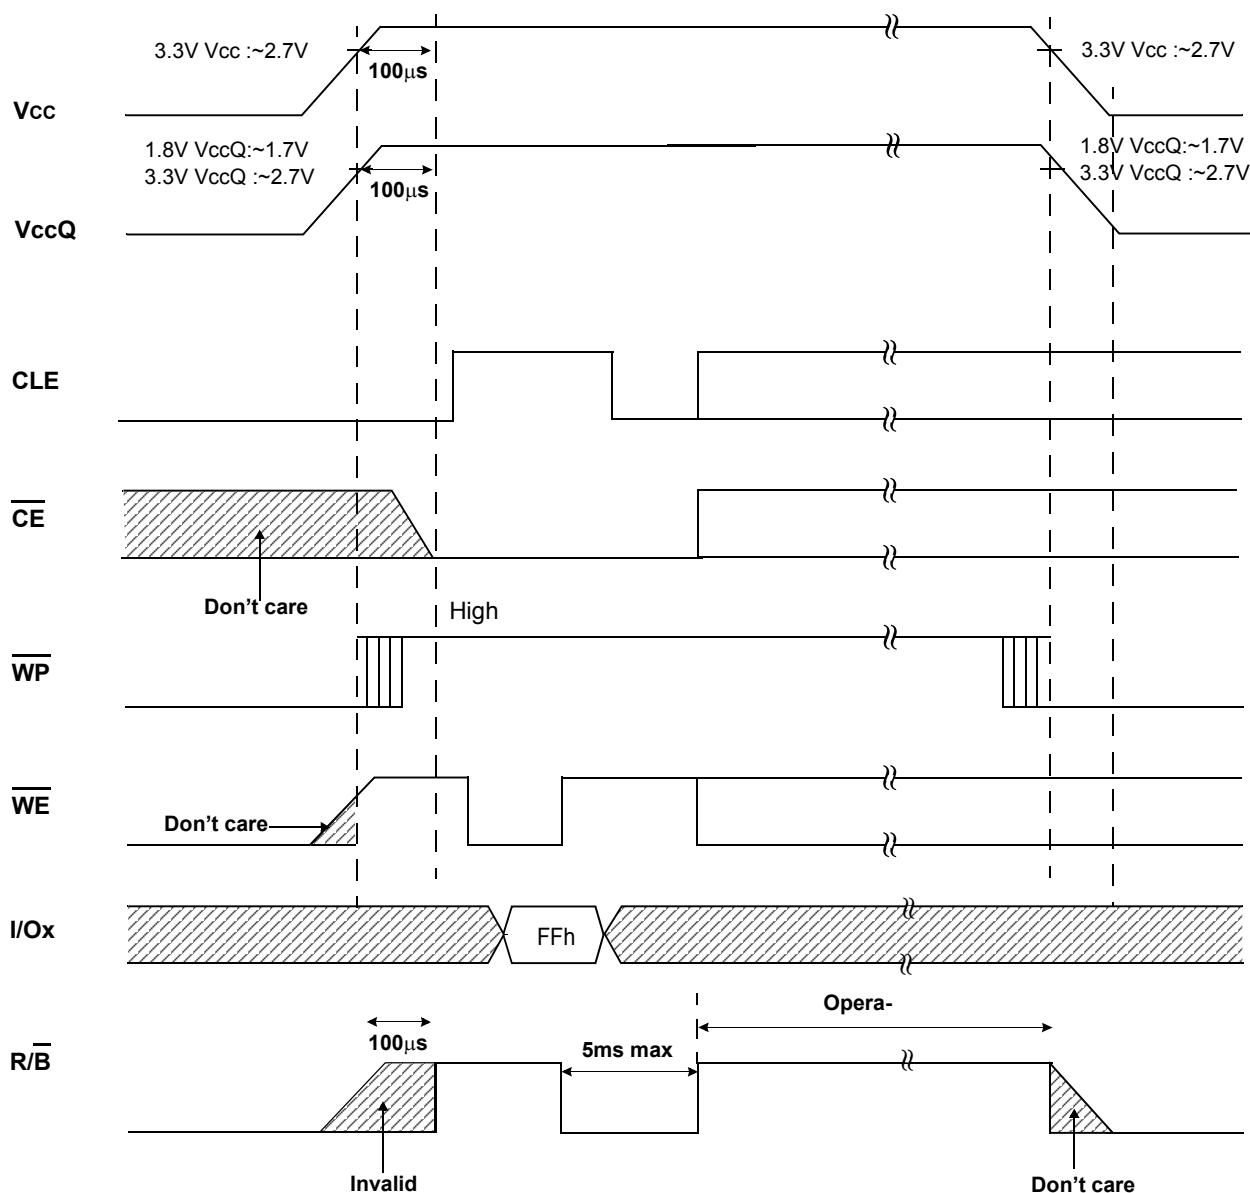 3.3V Vcc :~2.7V
100µs
3.3V Vcc :~2.7V
Vcc
1.8V VccQ:~1.7V
3.3V VccQ :~2.7V
100µs
1.8V VccQ:~1.7V
3.3V VccQ :~2.7V
VccQ
CLE
CE
Don't care
High
WP
WE
Don't care
I/Ox
FFh
Opera-
100µs
5ms max
R/B
Invalid
Don't care